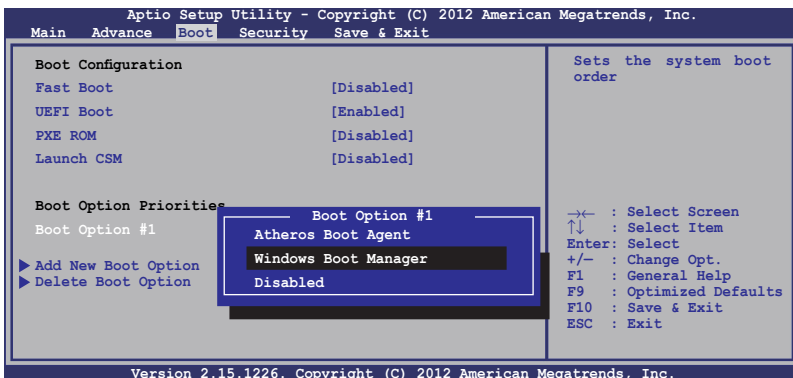 Aptio Setup Utility - Copyright (C) 2012 American Megatrends, Inc.
Main Advance Boot Security Save & Exit
Boot Configuration
Fast Boot [Disabled]
UEFI Boot [Enabled]
PXE ROM [Disabled]
Launch CSM [Disabled]
Boot Option Priorities
Boot Option #1
Add New Boot Option
Delete Boot Option
Boot Option #1
Atheros Boot Agent
Windows Boot Manager
Disabled
Sets the system boot
order
→← : Select Screen
↑↓ : Select Item
Enter: Select
+/— : Change Opt.
F1 : General Help
F9 : Optimized Defaults
F10 : Save & Exit
ESC : Exit
Version 2.15.1226. Copyright (C) 2012 American Megatrends, Inc.